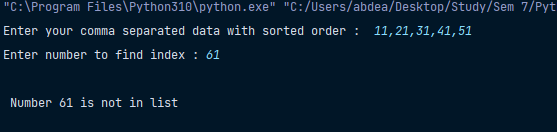 "C:\Program Files\Python310\python.exe" "C:/Users/abdea/Desktop/Study/Sem 7/Pyt
Enter your comma separated data with sorted order :  11,21,31,41,51
Enter number to find index : 61
Number 61 is not in list